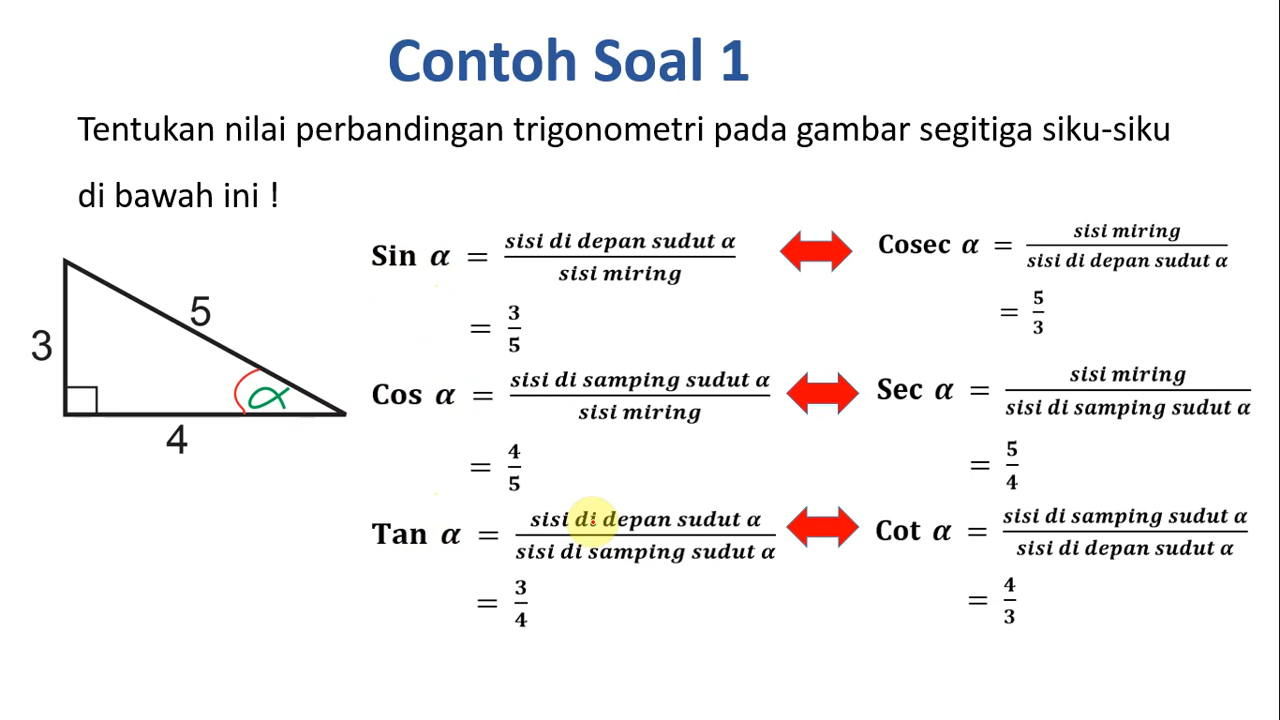 Contoh Soal 1
Tentukan nilai perbandingan trigonometri pada gambar segitiga siku-siku
di bawah ini !
3
5
4
α
Sin α = sisi di depan sudut α / sisi miring
= 3/5
Cosec α = sisi miring / sisi di depan sudut α
= 5/3
Cos α = sisi di samping sudut α / sisi miring
= 4/5
Sec α = sisi miring / sisi di samping sudut α
= 5/4
Tan α = sisi di depan sudut α / sisi di samping sudut α
= 3/4
Cot α = sisi di samping sudut α / sisi di depan sudut α
= 4/3